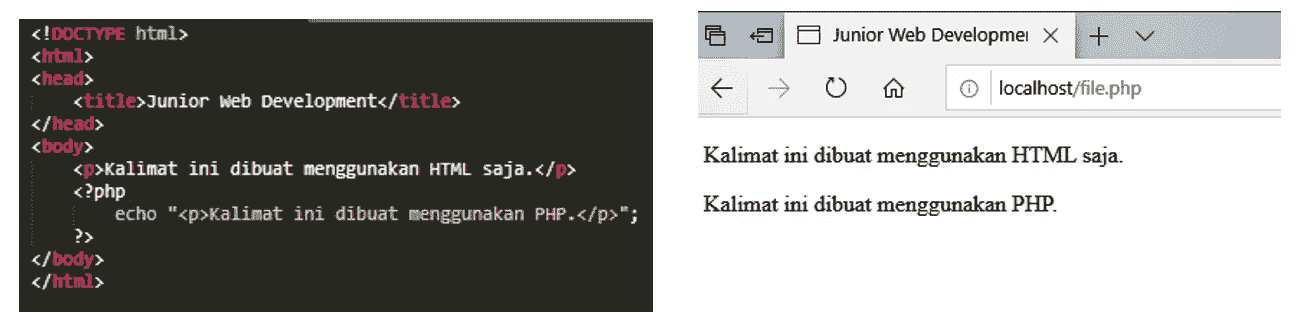 <!DOCTYPE html>
<html>
<head>
    <title>Junior Web Development</title>
</head>
<body>
    <p>Kalimat ini dibuat menggunakan HTML saja.</p>
    <?php
        echo "<p>Kalimat ini dibuat menggunakan PHP.</p>";
    ?>
</body>
</html>
Junior Web Developmen
localhost/file.php
Kalimat ini dibuat menggunakan HTML saja.
Kalimat ini dibuat menggunakan PHP.